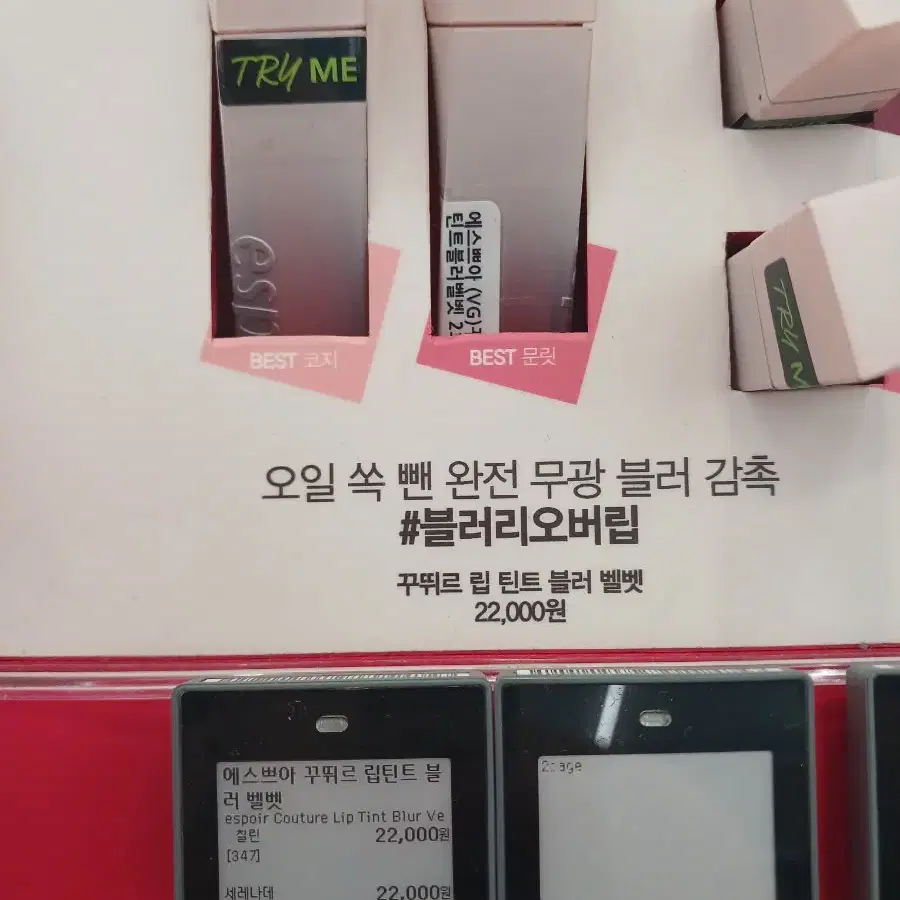 TRY ME
에스쁘아 (VG)
틴트블러벨벳 2
TRY M
BEST 코지
BEST 문릿
오일 쏙 뺀 완전 무광 블러 감촉
#블러리오버립
꾸뛰르 립 틴트 블러 벨벳
22,000원
에스쁘아 꾸뛰르 립틴트 블
러 벨벳
espoir Couture Lip Tint Blur Ve
칠린 22,000원
[347]
세레나데 22,000원